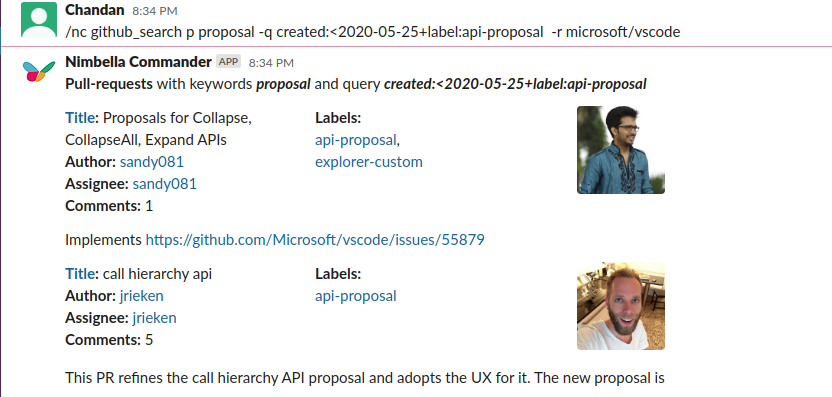 Chandan 8:34 PM
/nc github_search p proposal -q created:<2020-05-25+label:api-proposal -r microsoft/vscode
Nimbella Commander APP 8:34 PM
Pull-requests with keywords proposal and query created:<2020-05-25+label:api-proposal
Title: Proposals for Collapse,
CollapseAll, Expand APIs
Author: sandy081
Assignee: sandy081
Comments: 1
Labels:
api-proposal,
explorer-custom
Implements https://github.com/Microsoft/vscode/issues/55879
Title: call hierarchy api
Author: jrieken
Assignee: jrieken
Comments: 5
Labels:
api-proposal
This PR refines the call hierarchy API proposal and adopts the UX for it. The new proposal is